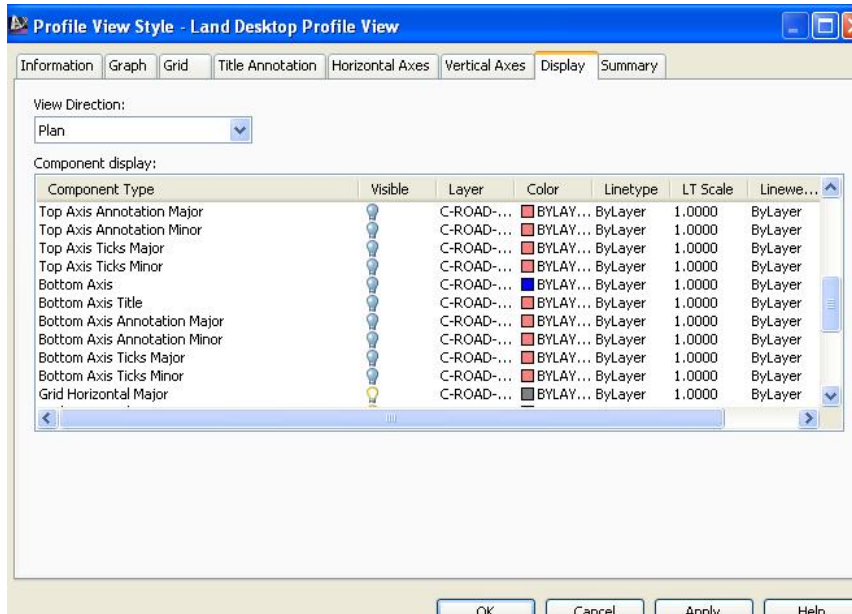 Profile View Style - Land Desktop Profile View
Information Graph Grid Title Annotation Horizontal Axes Vertical Axes Display Summary
View Direction:
Plan
Component display:
Component Type Visible Layer Color Linetype LT Scale Linewe...
Top Axis Annotation Major C-ROAD-... BYLAY... ByLayer 1.0000 ByLayer
Top Axis Annotation Minor C-ROAD-... BYLAY... ByLayer 1.0000 ByLayer
Top Axis Ticks Major C-ROAD-... BYLAY... ByLayer 1.0000 ByLayer
Top Axis Ticks Minor C-ROAD-... BYLAY... ByLayer 1.0000 ByLayer
Bottom Axis C-ROAD-... BYLAY... ByLayer 1.0000 ByLayer
Bottom Axis Title C-ROAD-... BYLAY... ByLayer 1.0000 ByLayer
Bottom Axis Annotation Major C-ROAD-... BYLAY... ByLayer 1.0000 ByLayer
Bottom Axis Annotation Minor C-ROAD-... BYLAY... ByLayer 1.0000 ByLayer
Bottom Axis Ticks Major C-ROAD-... BYLAY... ByLayer 1.0000 ByLayer
Bottom Axis Ticks Minor C-ROAD-... BYLAY... ByLayer 1.0000 ByLayer
Grid Horizontal Major C-ROAD-... BYLAY... ByLayer 1.0000 ByLayer
OK Cancel Apply Help